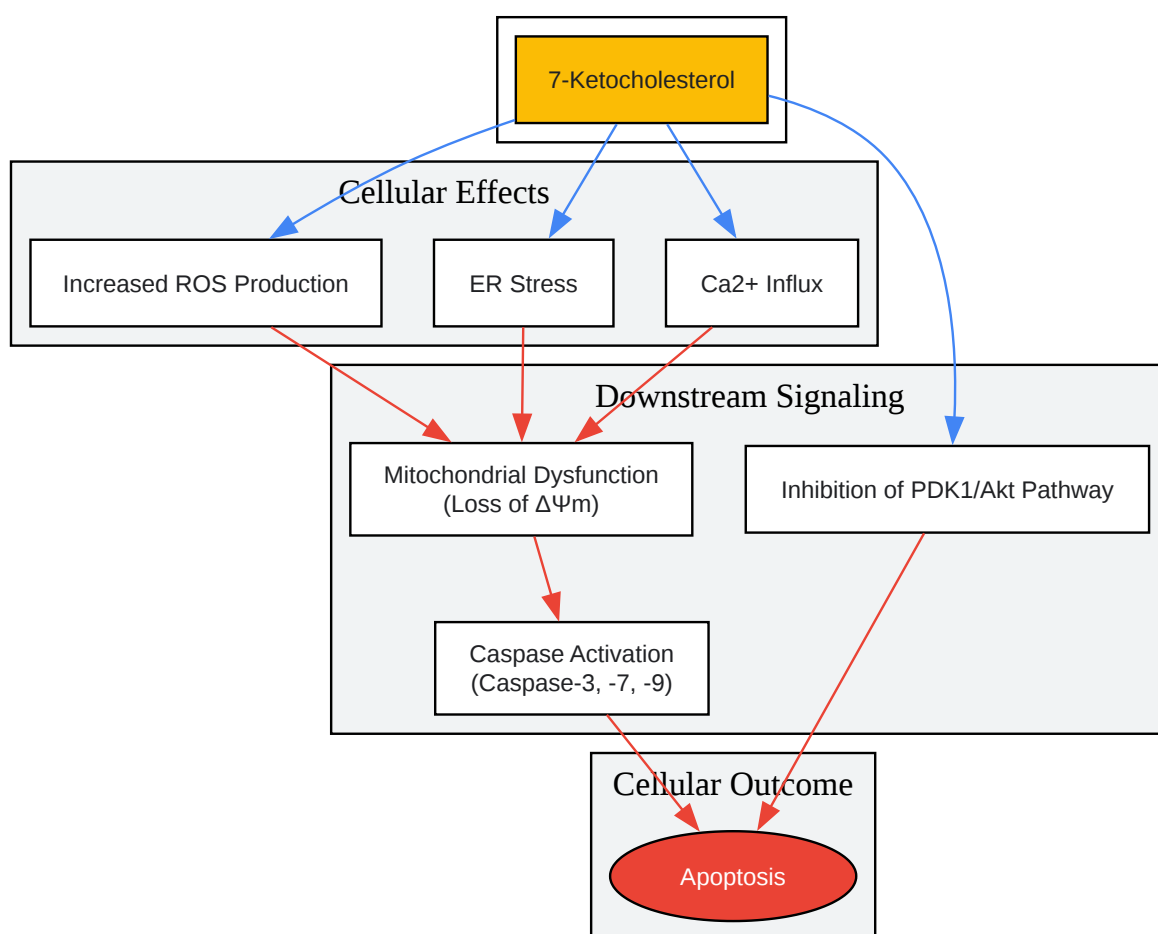 7-Ketocholesterol
Cellular Effects
Increased ROS Production
ER Stress
Ca2+ Influx
Downstream Signaling
Mitochondrial Dysfunction
(Loss of ΔΨm)
Inhibition of PDK1/Akt Pathway
Caspase Activation
(Caspase-3, -7, -9)
Cellular Outcome
Apoptosis